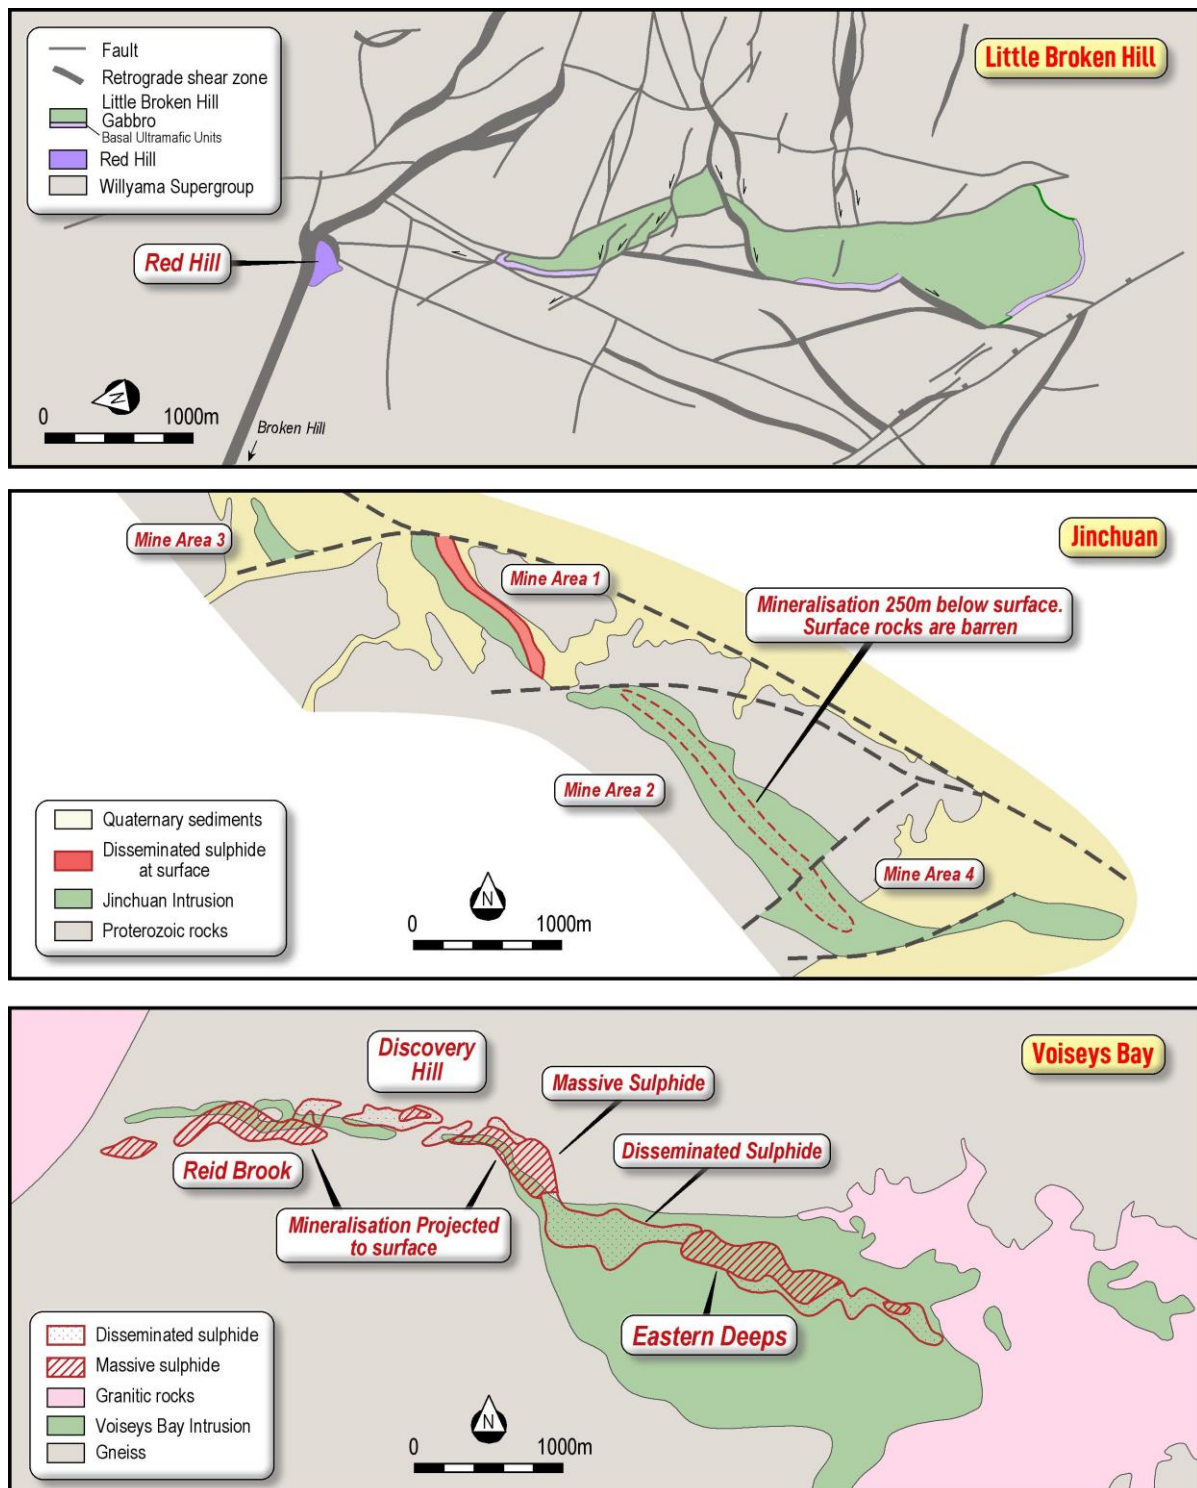 Little Broken Hill
Fault
Retrograde shear zone
Little Broken Hill
Gabbro
Basal Ultramafic Units
Red Hill
Willyama Supergroup
Red Hill
N
0 1000m
Broken Hill
Jinchuan
Mine Area 3
Mine Area 1
Mineralisation 250m below surface.
Surface rocks are barren
Mine Area 2
Mine Area 4
Quaternary sediments
Disseminated sulphide
at surface
Jinchuan Intrusion
Proterozoic rocks
N
0 1000m
Voiseys Bay
Discovery
Hill
Massive Sulphide
Disseminated Sulphide
Reid Brook
Mineralisation Projected
to surface
Eastern Deeps
Disseminated sulphide
Massive sulphide
Granitic rocks
Voiseys Bay Intrusion
Gneiss
N
0 1000m